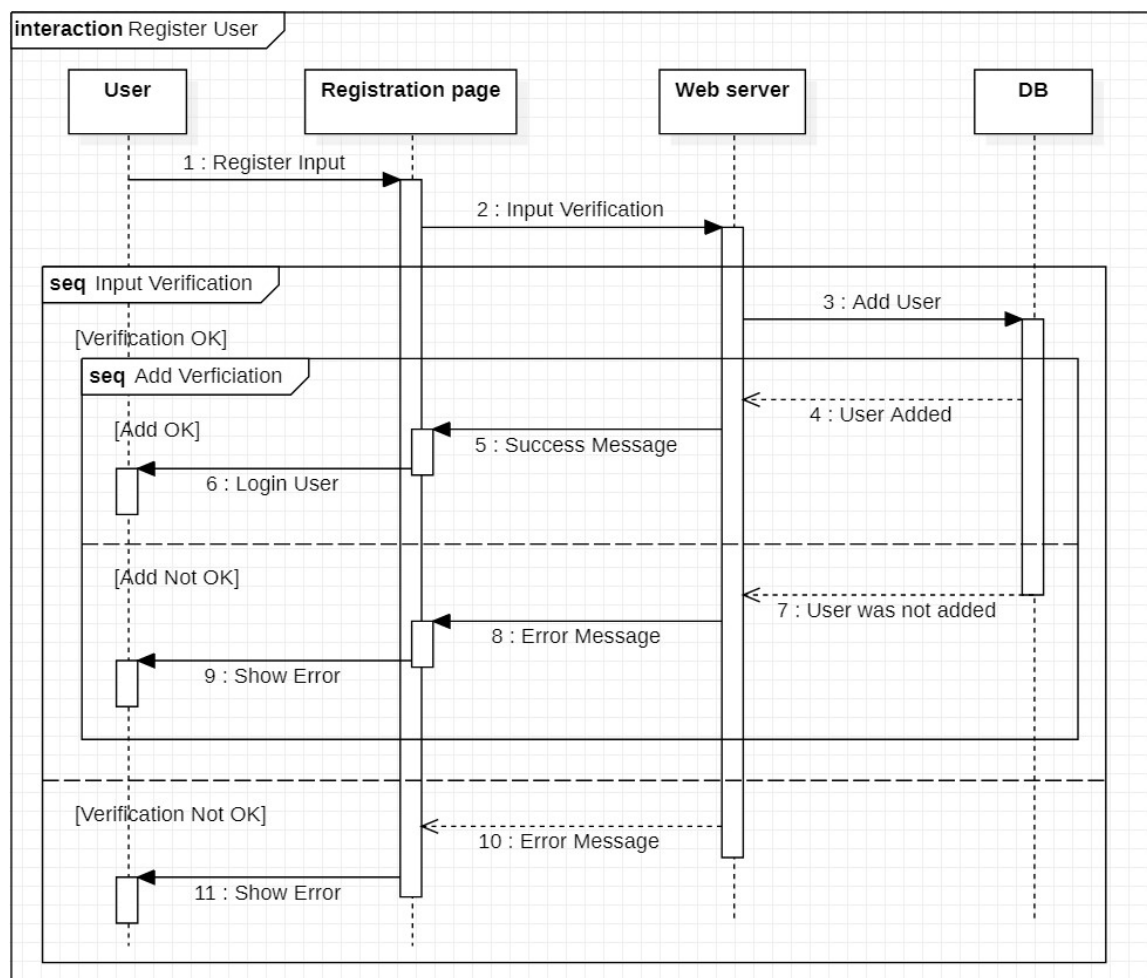 interaction Register User
User
Registration page
Web server
DB
1 : Register Input
2 : Input Verification
seq Input Verification
3 : Add User
[Verification OK]
seq Add Verficiation
4 : User Added
[Add OK]
5 : Success Message
6 : Login User
[Add Not OK]
7 : User was not added
8 : Error Message
9 : Show Error
[Verification Not OK]
10 : Error Message
11 : Show Error